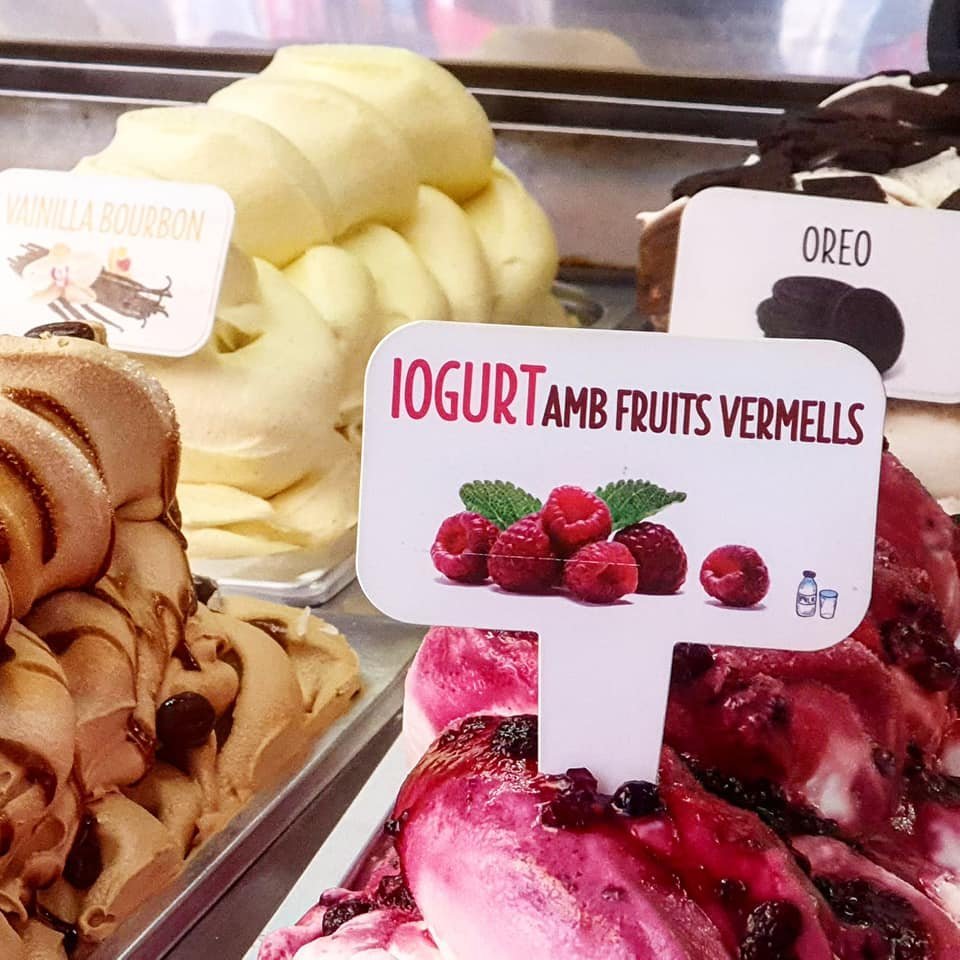 VAINILLA BOURBON
OREO
IOGURT AMB FRUITS VERMELLS